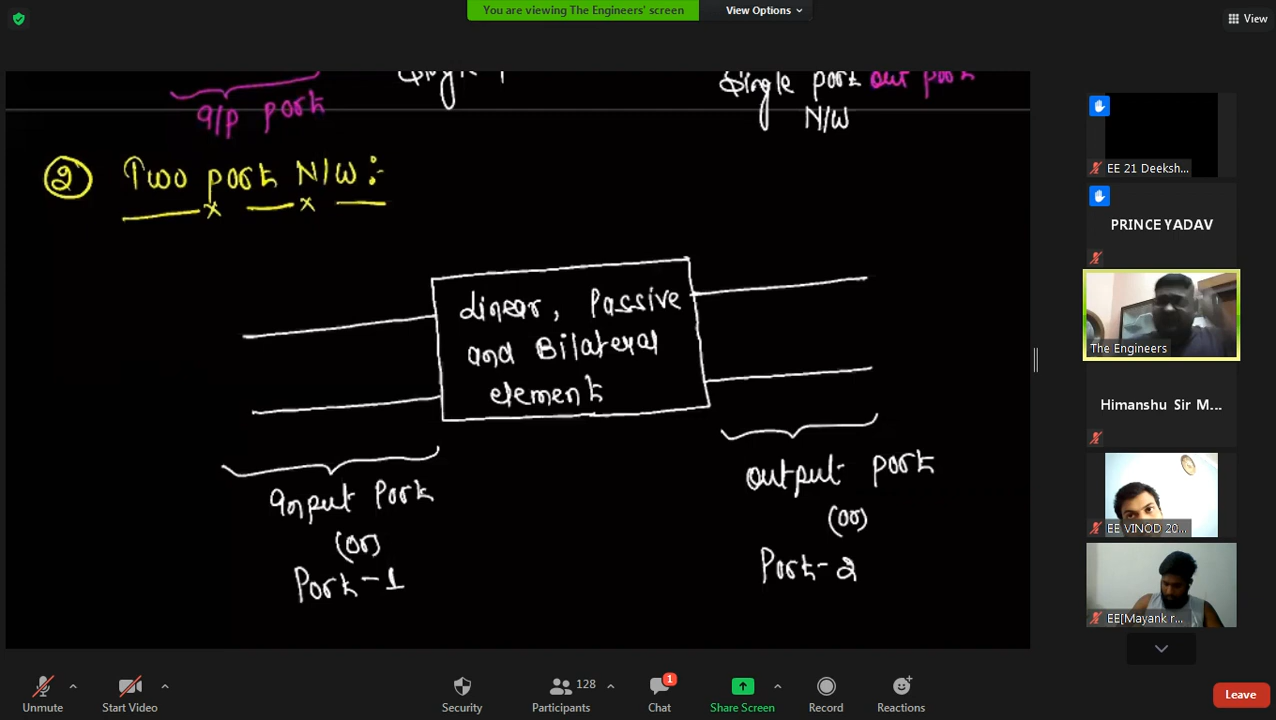 You are viewing The Engineers' screen
View Options
View
Single port out port
i/p port
N/W
② Two port N/W :-
Linear, Passive
and Bilateral
element
Input Port
(or)
Port-1
output port
(or)
Port-2
EE 21 Deeksh...
PRINCE YADAV
The Engineers
Himanshu Sir M...
EE VINOD 20...
EE[Mayank r...
Unmute
Start Video
Security
128
Participants
1
Chat
Share Screen
Record
Reactions
Leave